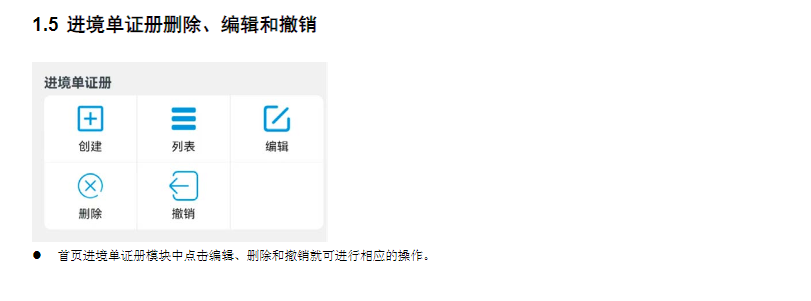 1.5 进境单证册删除、编辑和撤销
进境单证册
创建 列表 编辑
删除 撤销
● 首页进境单证册模块中点击编辑、删除和撤销就可进行相应的操作。